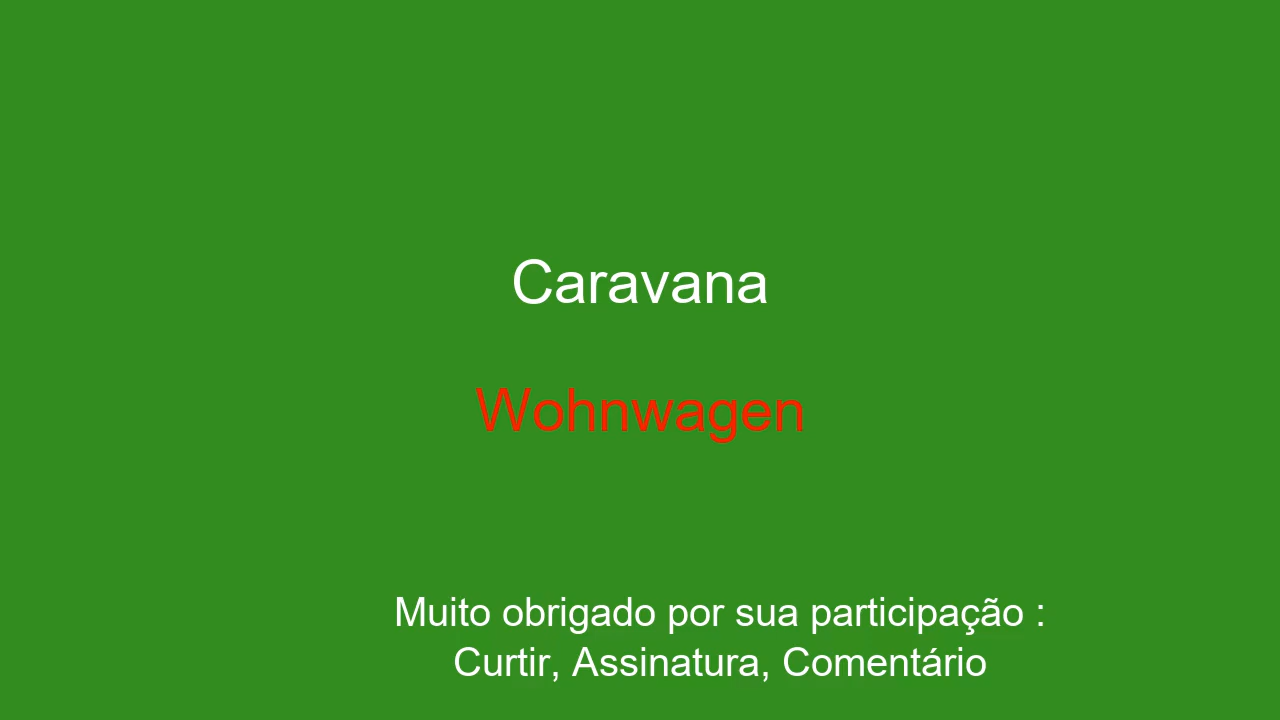 Caravana
Wohnwagen
Muito obrigado por sua participação :
Curtir, Assinatura, Comentário